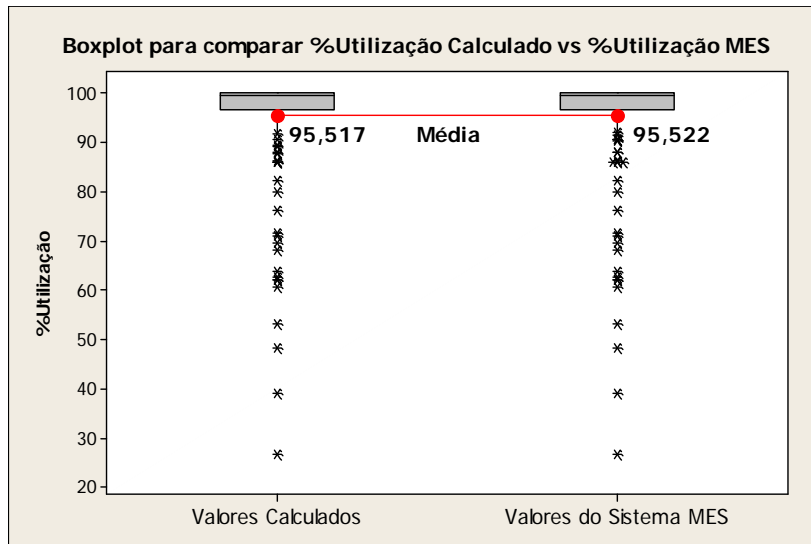 Boxplot para comparar %Utilização Calculado vs %Utilização MES
100
90
80
70
60
50
40
30
20
%Utilização
95,517
Média
95,522
Valores Calculados
Valores do Sistema MES